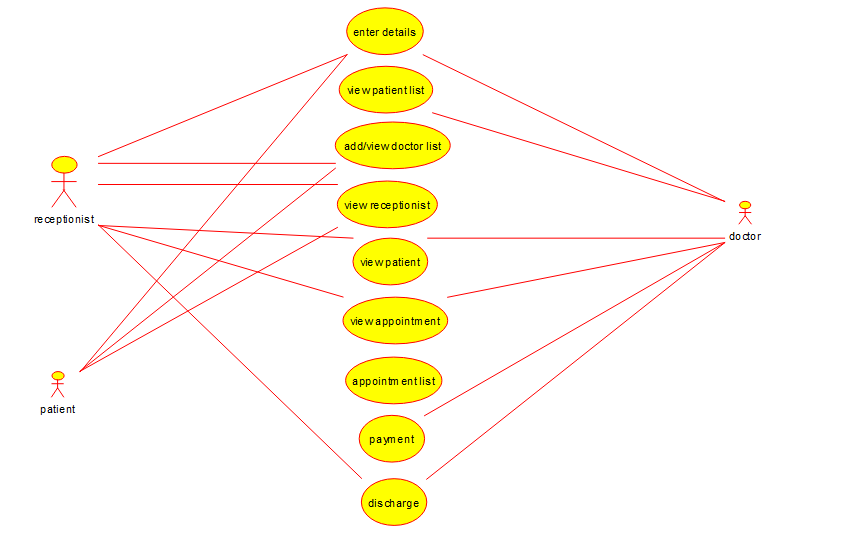 enter details
view patient list
add/view doctor list
view receptionist
receptionist
doctor
view patient
view appointment
appointment list
patient
payment
discharge